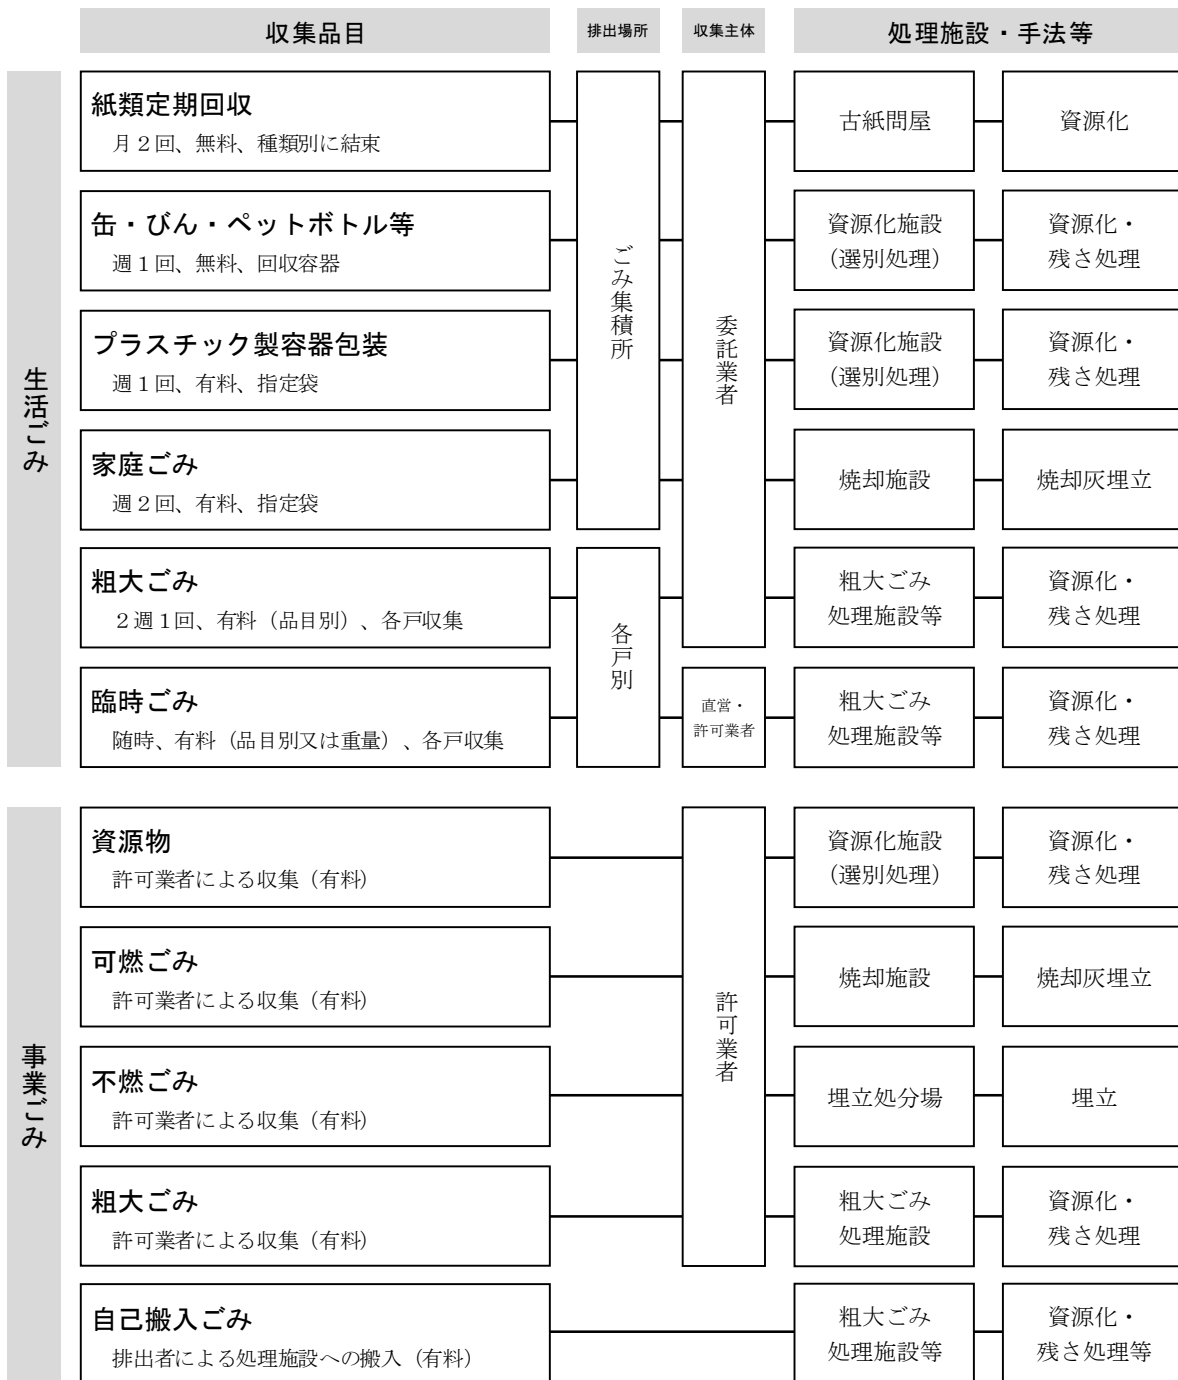 収集品目
排出場所
収集主体
処理施設・手法等
生活ごみ
紙類定期回収
月２回、無料、種類別に結束
缶・びん・ペットボトル等
週１回、無料、回収容器
プラスチック製容器包装
週１回、有料、指定袋
家庭ごみ
週２回、有料、指定袋
粗大ごみ
２週１回、有料（品目別）、各戸収集
臨時ごみ
随時、有料（品目別又は重量）、各戸収集
ごみ集積所
各戸別
委託業者
直営・
許可業者
古紙問屋
資源化
資源化施設
（選別処理）
資源化・
残さ処理
資源化施設
（選別処理）
資源化・
残さ処理
焼却施設
焼却灰埋立
粗大ごみ
処理施設等
資源化・
残さ処理
粗大ごみ
処理施設等
資源化・
残さ処理
事業ごみ
資源物
許可業者による収集（有料）
可燃ごみ
許可業者による収集（有料）
不燃ごみ
許可業者による収集（有料）
粗大ごみ
許可業者による収集（有料）
自己搬入ごみ
排出者による処理施設への搬入（有料）
許可業者
資源化施設
（選別処理）
資源化・
残さ処理
焼却施設
焼却灰埋立
埋立処分場
埋立
粗大ごみ
処理施設
資源化・
残さ処理
粗大ごみ
処理施設等
資源化・
残さ処理等